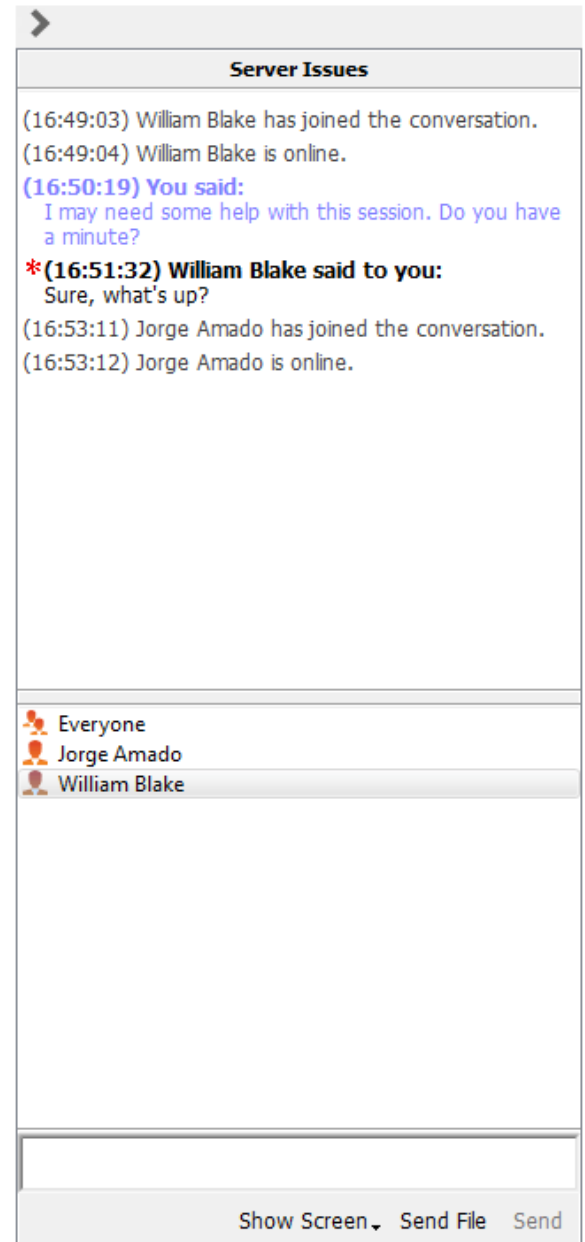 Server Issues
(16:49:03) William Blake has joined the conversation.
(16:49:04) William Blake is online.
(16:50:19) You said:
I may need some help with this session. Do you have
a minute?
*(16:51:32) William Blake said to you:
Sure, what's up?
(16:53:11) Jorge Amado has joined the conversation.
(16:53:12) Jorge Amado is online.
Everyone
Jorge Amado
William Blake
Show Screen Send File Send